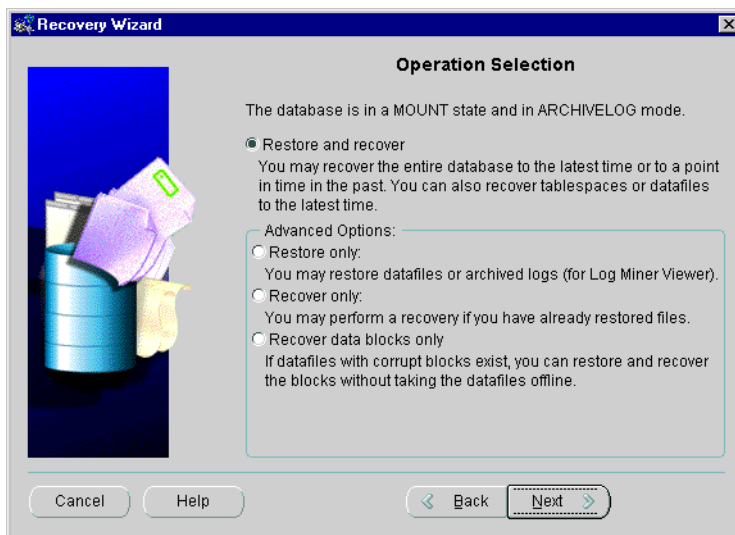 Recovery Wizard
Operation Selection
The database is in a MOUNT state and in ARCHIVELOG mode.
Restore and recover
You may recover the entire database to the latest time or to a point
in time in the past. You can also recover tablespaces or datafiles
to the latest time.
Advanced Options:
Restore only:
You may restore datafiles or archived logs (for Log Miner Viewer).
Recover only:
You may perform a recovery if you have already restored files.
Recover data blocks only
If datafiles with corrupt blocks exist, you can restore and recover
the blocks without taking the datafiles offline.
Cancel
Help
Back
Next